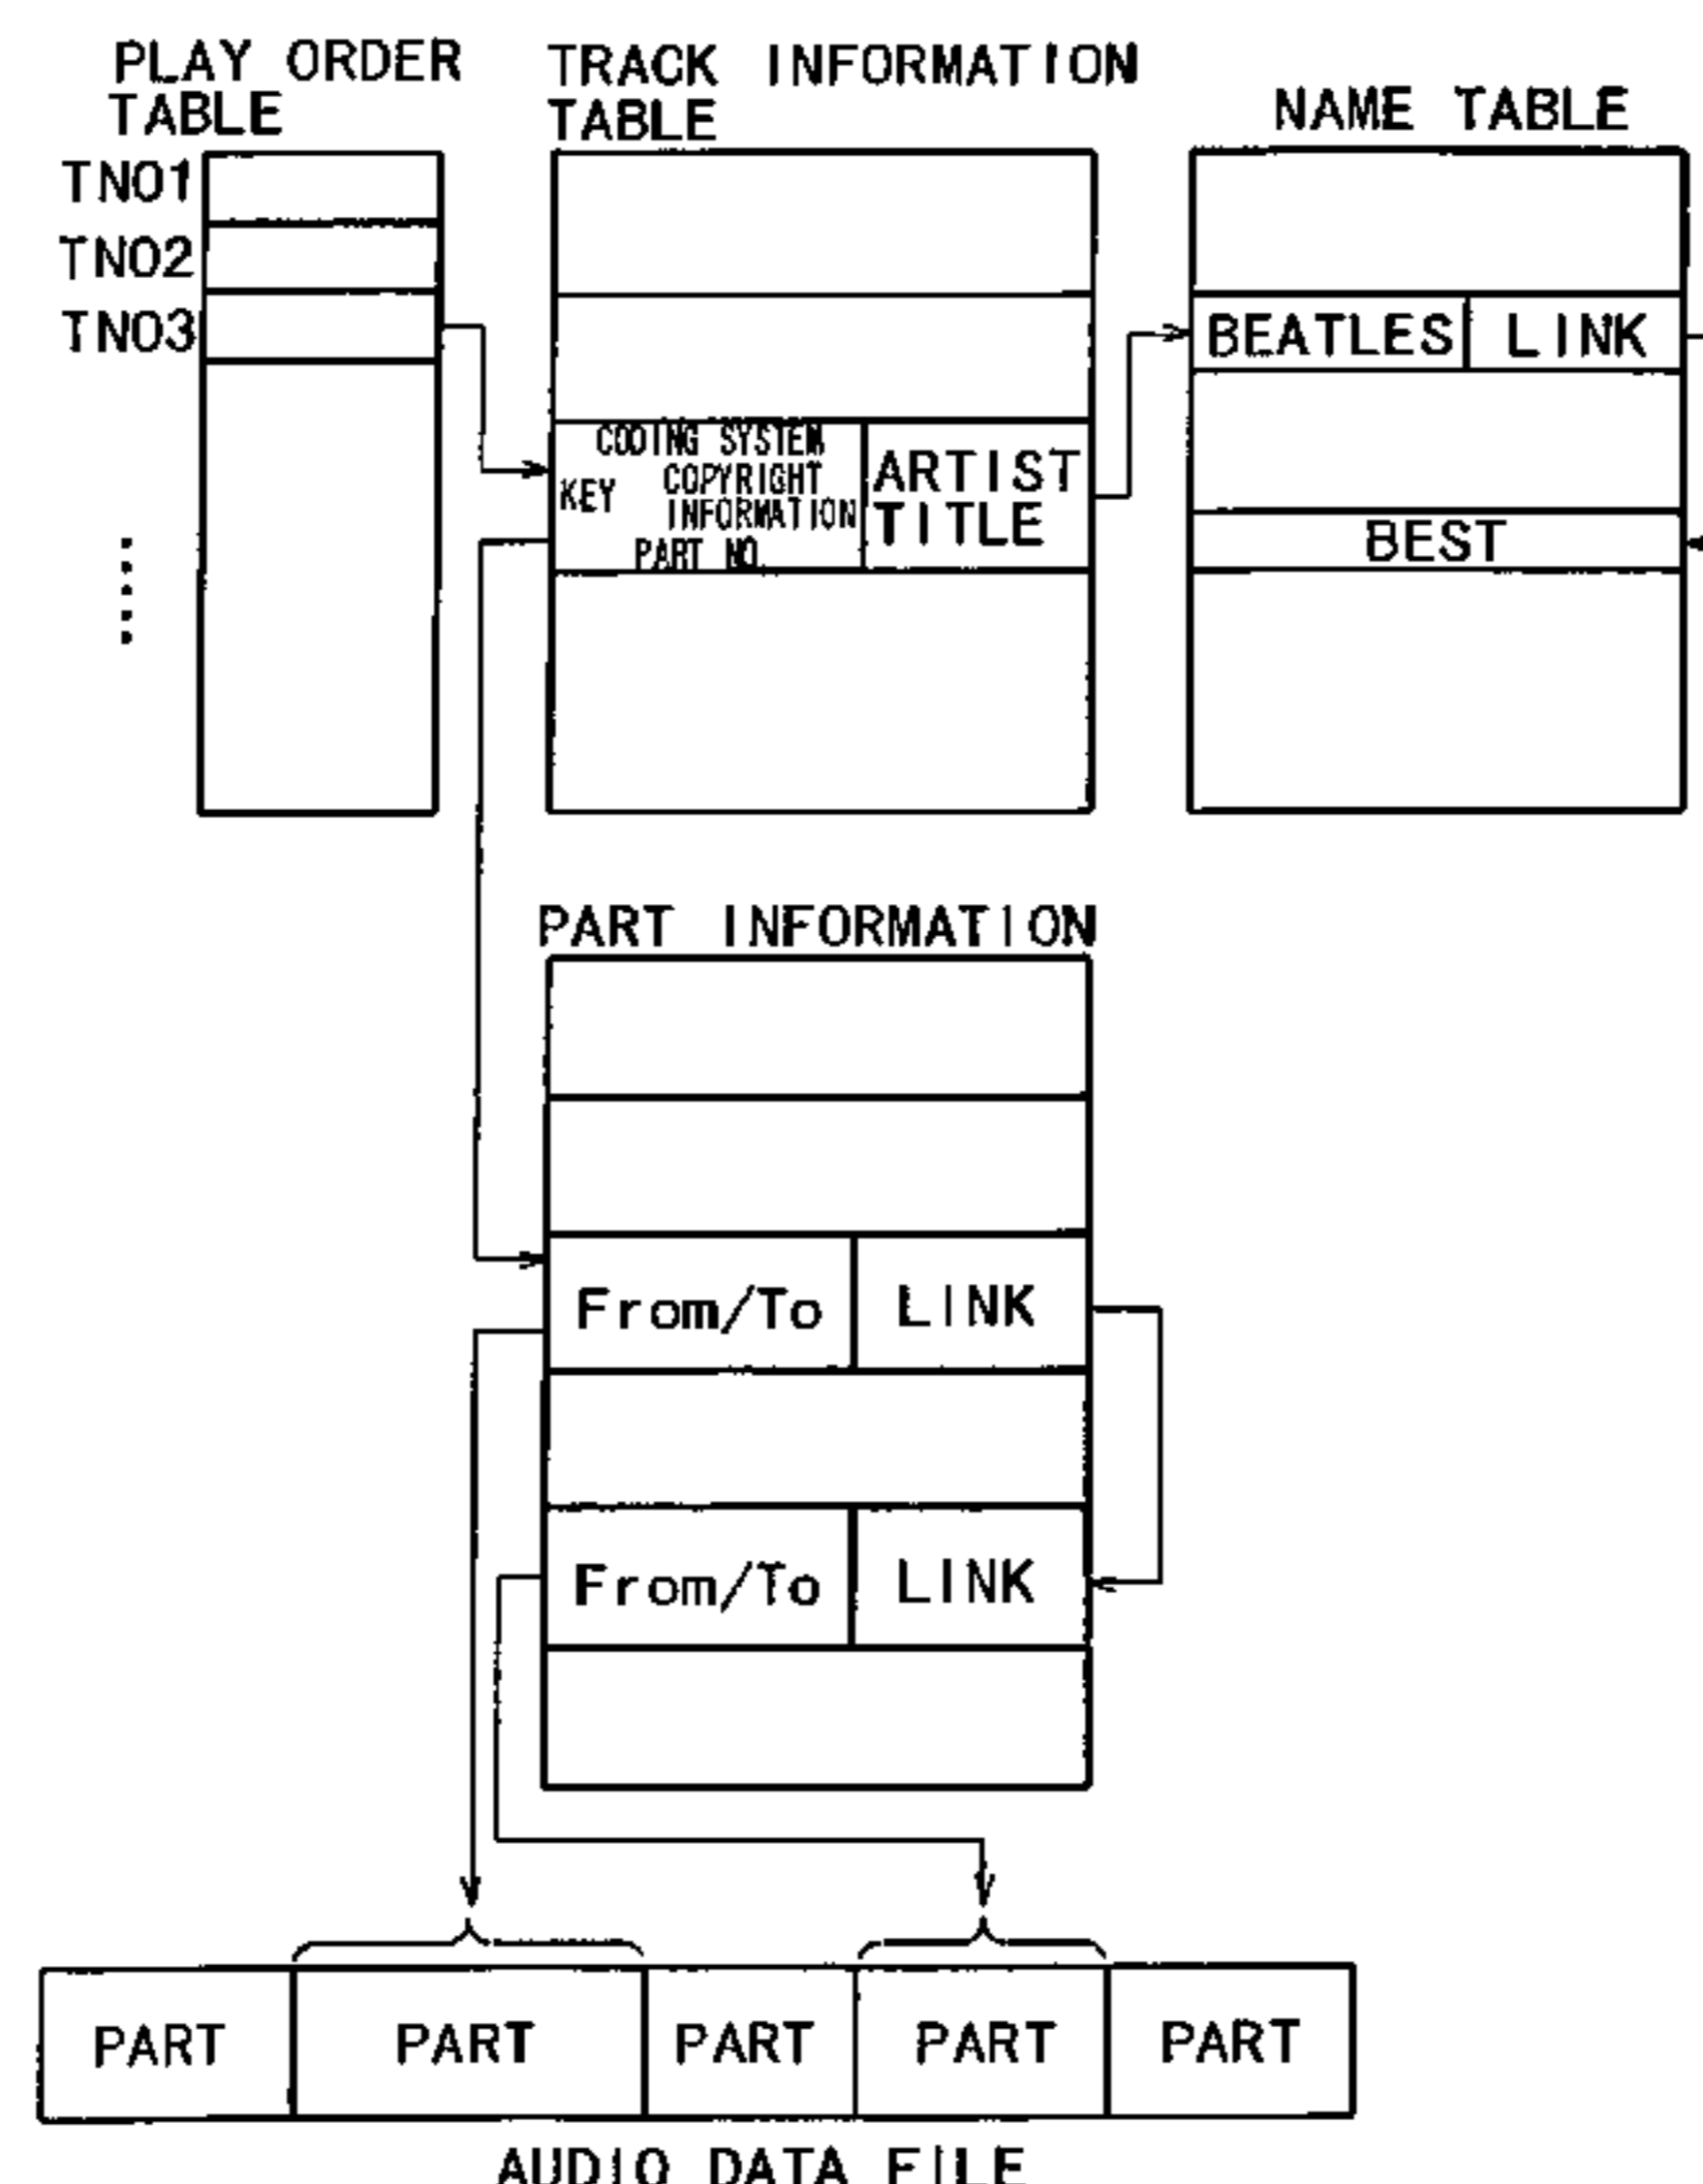 PLAY ORDER
TABLE
TRACK INFORMATION
TABLE
NAME TABLE
TNO1
TNO2
TNO3
BEATLES LINK
CODING SYSTEM
KEY COPYRIGHT
INFORMATION
PART NO.
ARTIST
TITLE
BEST
PART INFORMATION
From/To LINK
From/To LINK
PART PART PART PART PART
AUDIO DATA FILE